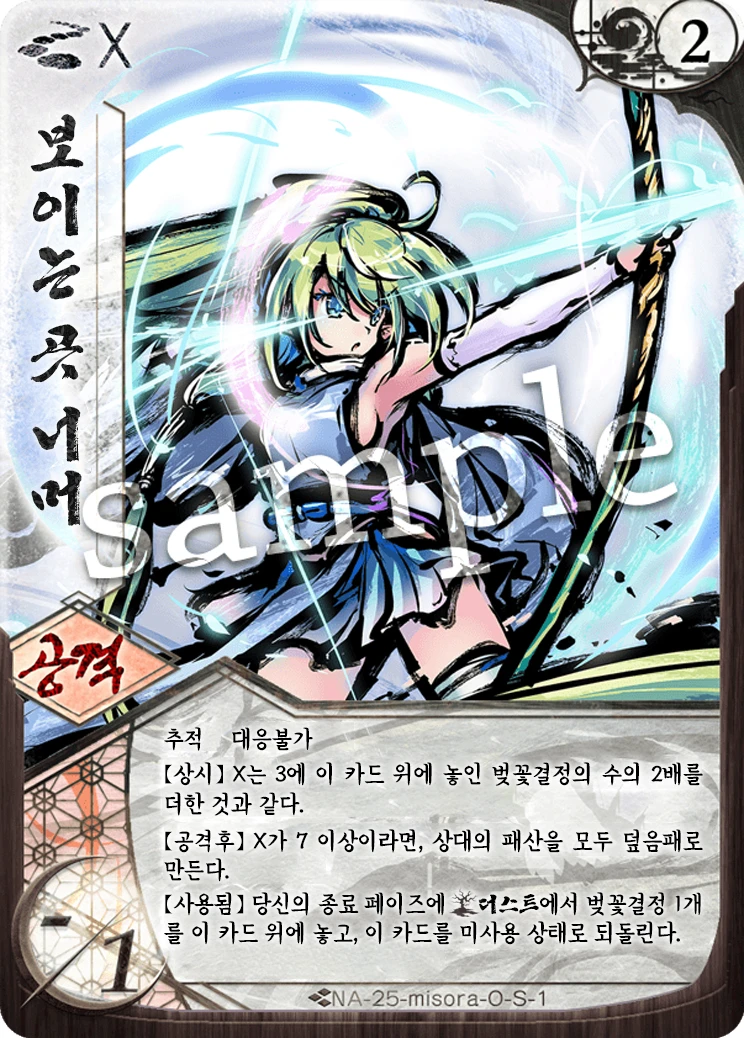 X
2
보이는 곳 너머
sample
공격
추적 대응불가
【상시】X는 3에 이 카드 위에 놓인 벚꽃결정의 수의 2배를
더한 것과 같다.
【공격후】X가 7 이상이라면, 상대의 패산을 모두 덮음패로
만든다.
【사용됨】당신의 종료 페이즈에 더스트에서 벚꽃결정 1개
를 이 카드 위에 놓고, 이 카드를 미사용 상태로 되돌린다.
-/1
NA-25-misora-O-S-1